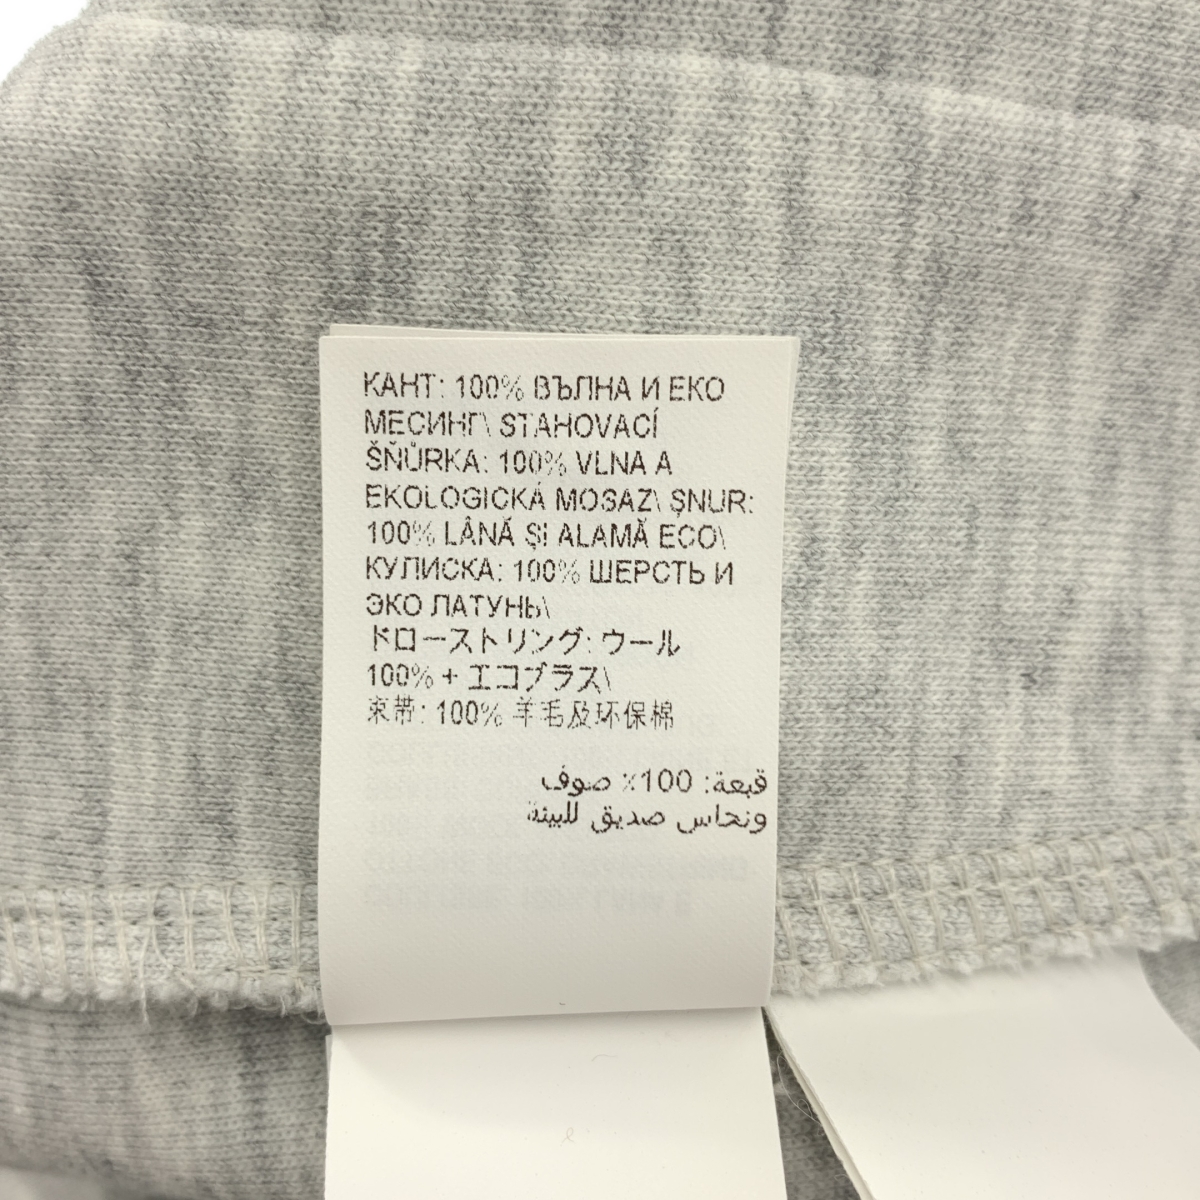 КАНТ: 100% ВЪЛНА И ЕКО
МЕСИНГ\ STAHOVACÍ
ŠŇŮRKA: 100% VLNA A
EKOLOGICKÁ MOSAZ\ ŞNUR:
100% LÂNĂ ŞI ALAMĂ ECO\
КУЛИСКА: 100% ШЕРСТЬ И
ЭКО ЛАТУНЬ\
ドローストリング: ウール
100% + エコブラス\
束带: 100% 羊毛及环保棉
قبعة: 100٪ صوف
ونحاس صديق للبيئة